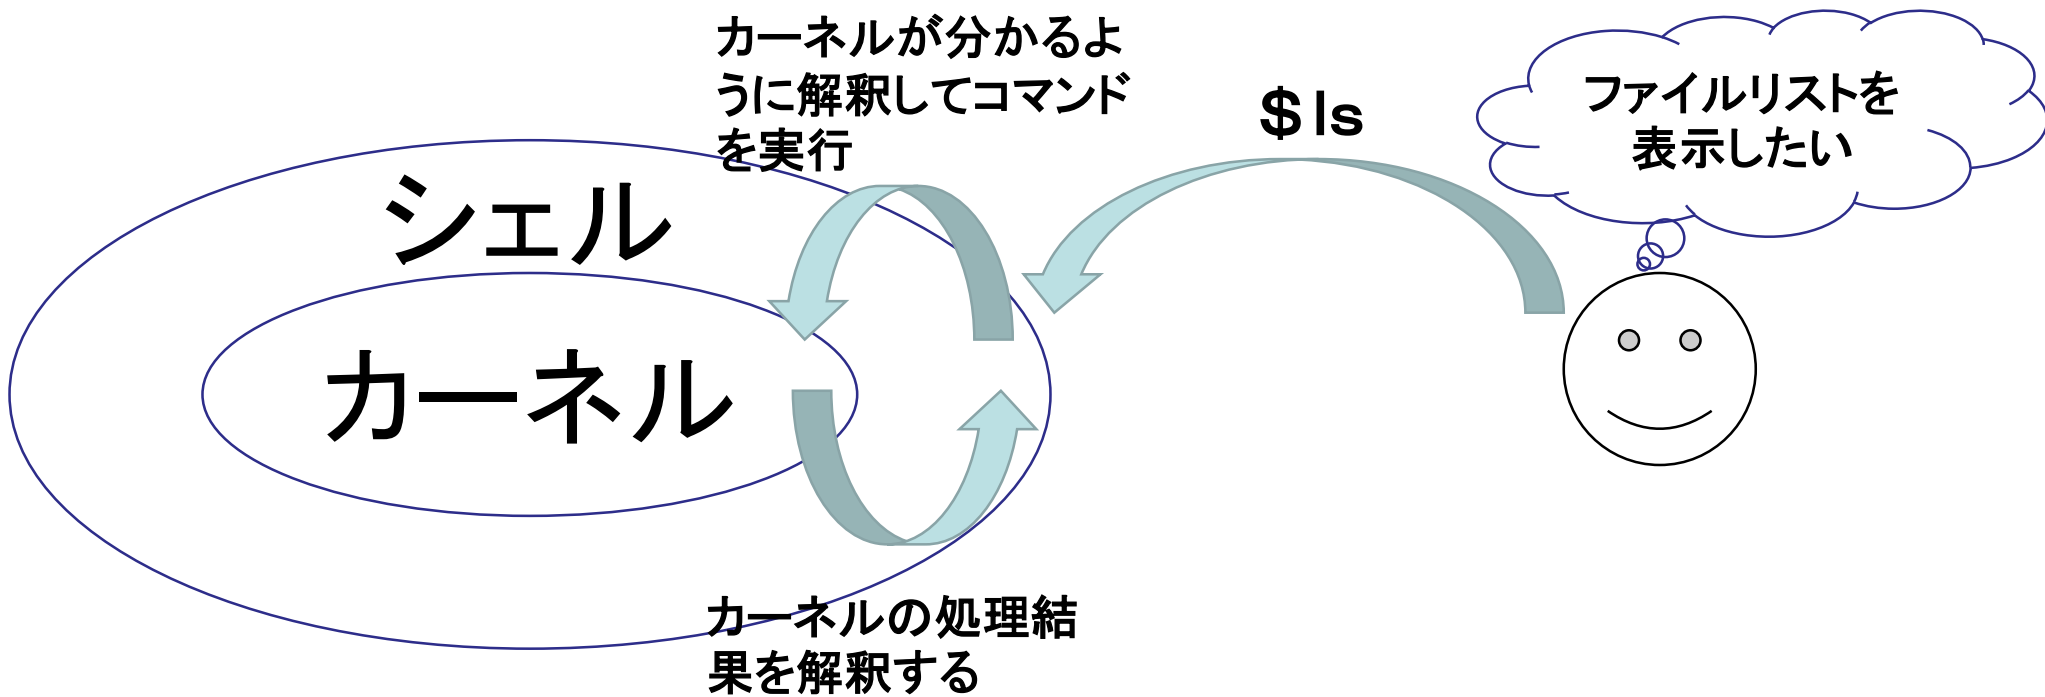 カーネルが分かるよ
うに解釈してコマンド
を実行
＄ls
ファイルリストを
表示したい
シェル
カーネル
カーネルの処理結
果を解釈する